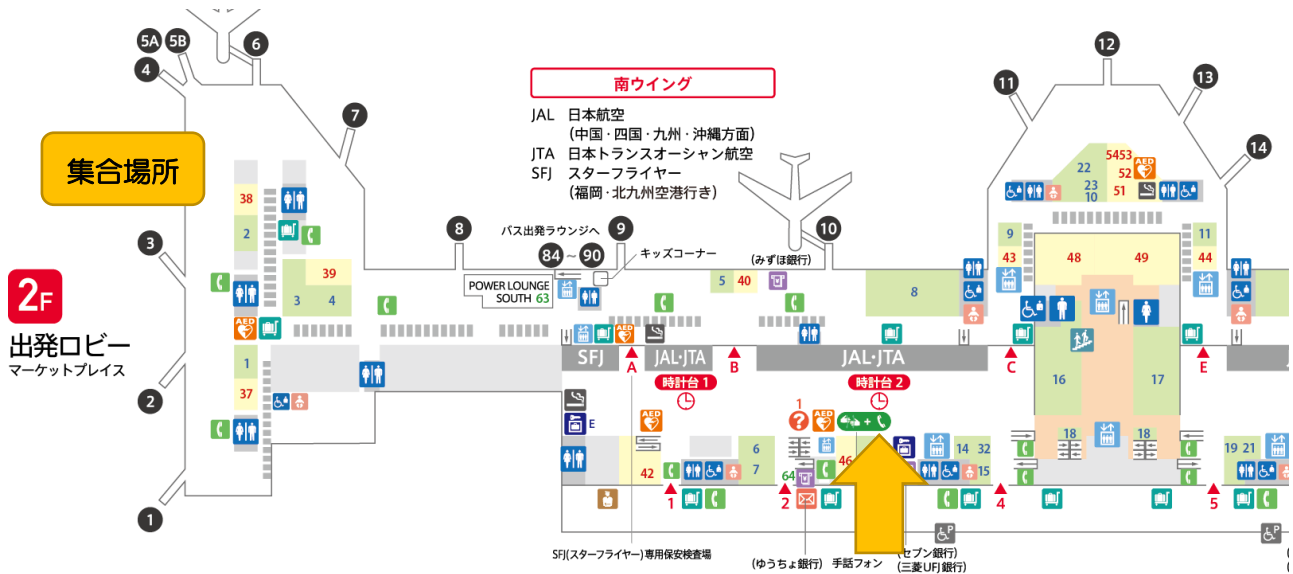 5A 5B
4
6
12
11
13
14
7
南ウイング
JAL 日本航空
(中国・四国・九州・沖縄方面)
JTA 日本トランスオーシャン航空
SFJ スターフライヤー
(福岡・北九州空港行き)
集合場所
38
2
39
3 4
3
8
バス出発ラウンジへ
9
84 ~ 90
キッズコーナー
POWER LOUNGE
SOUTH 63
(みずほ銀行)
10
5 40
8
22
23
10
5453
52
51
AED
9
43
48 49
11
44
2F
出発ロビー
マーケットプレイス
AED
1
37
2
1
SFJ
AED
A
JAL・JTA
B
JAL・JTA
C
E
時計台 1
時計台 2
16 17
18 18
E
AED
42
6
7
1
?
AED
+
46
64
14 32
15
19 21
1
2
4
5
P
P
SFJ(スターフライヤー)専用保安検査場
(ゆうちょ銀行)
手話フォン
(セブン銀行)
(三菱UFJ銀行)